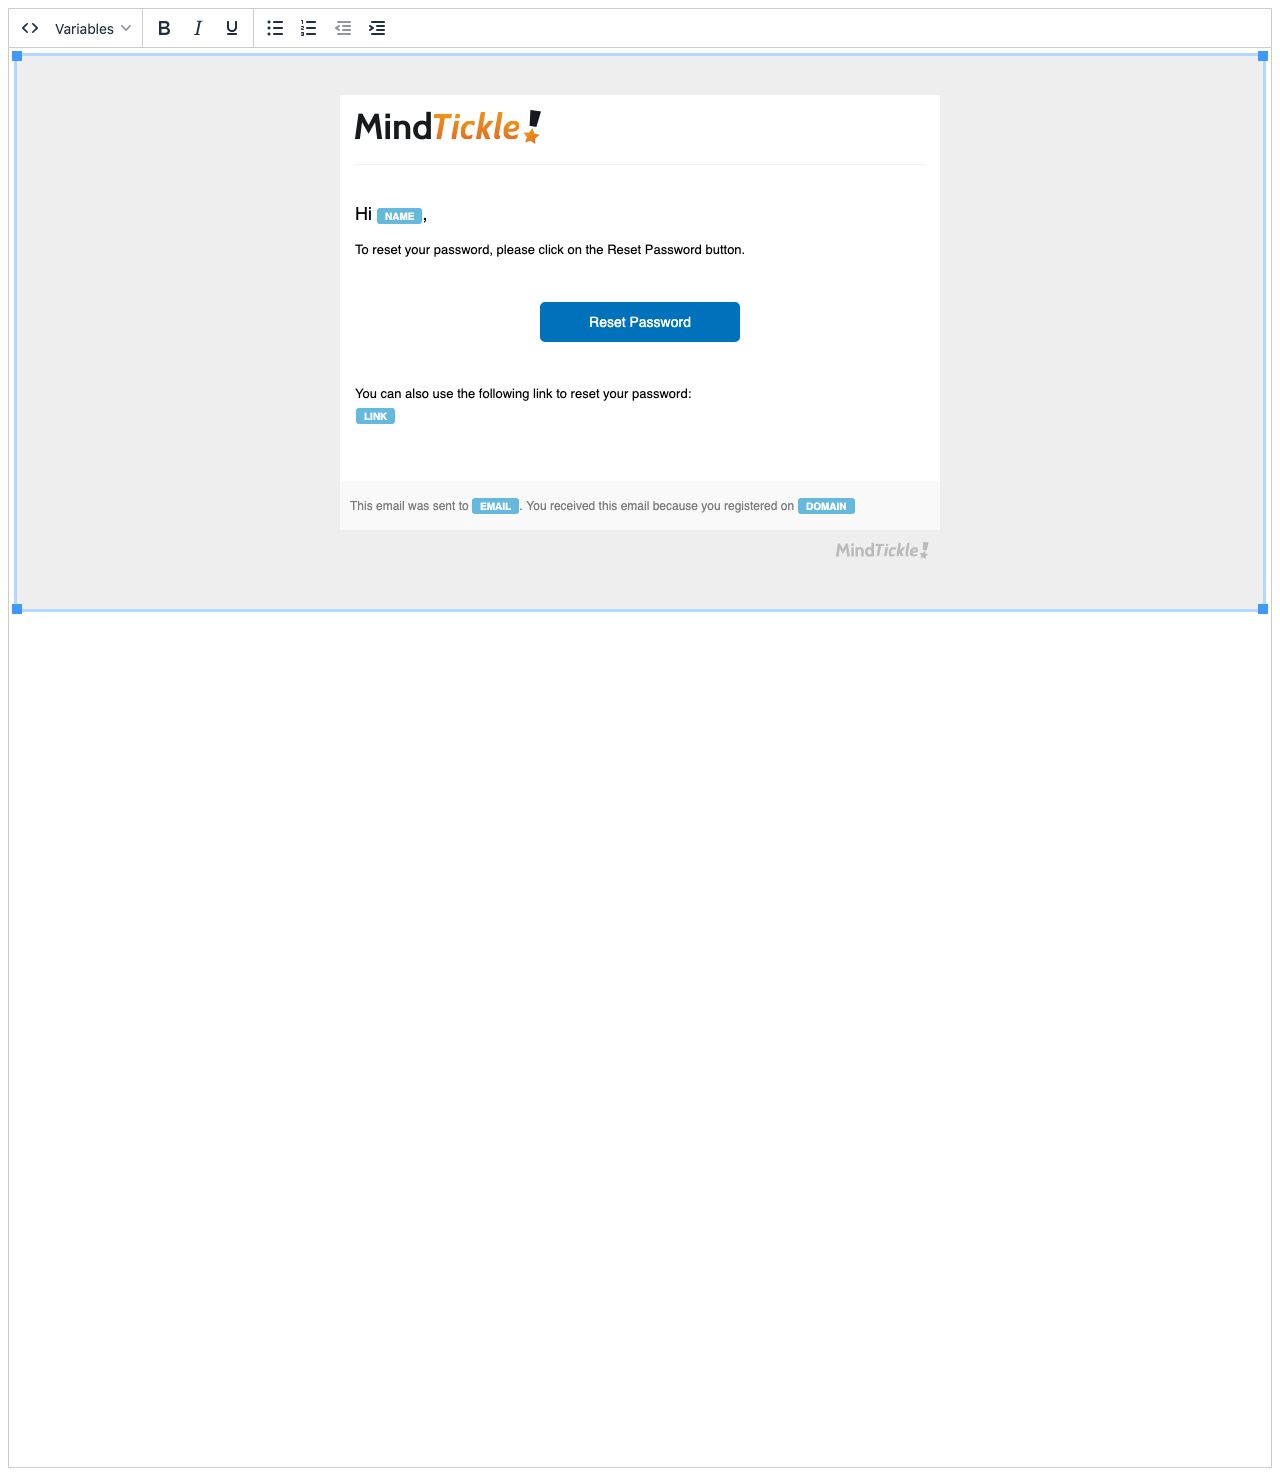 Variables
MindTickle!
Hi NAME,
To reset your password, please click on the Reset Password button.
Reset Password
You can also use the following link to reset your password:
LINK
This email was sent to EMAIL. You received this email because you registered on DOMAIN
MindTickle!